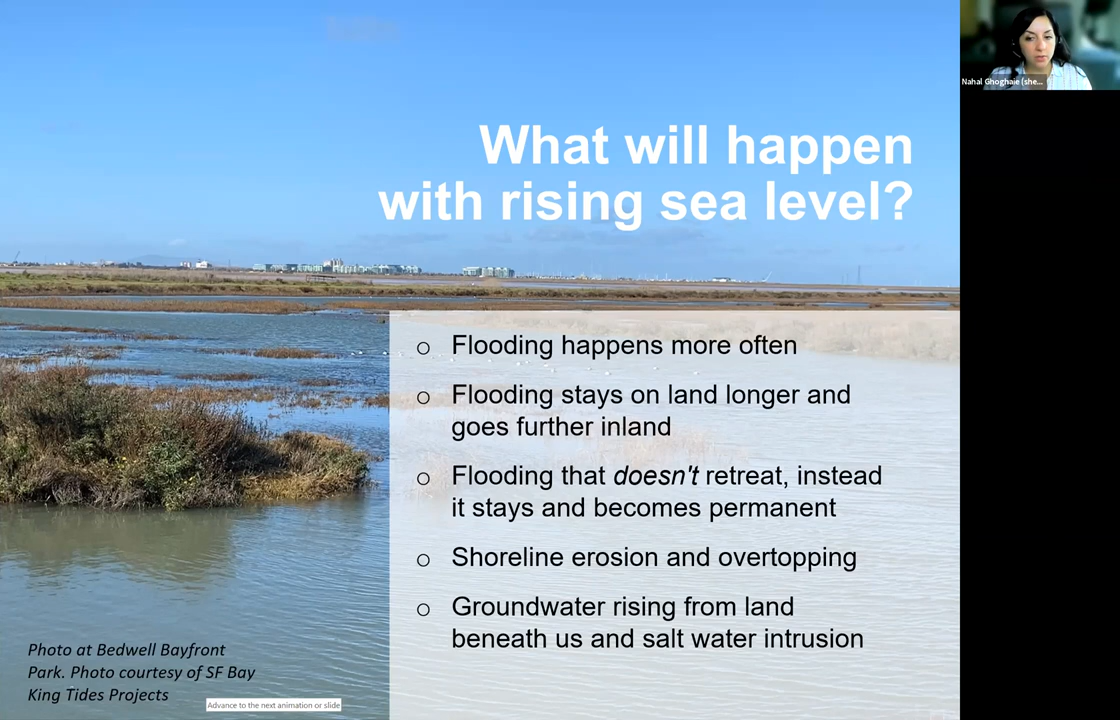 Nahal Ghoghaie (she...
What will happen
with rising sea level?
○ Flooding happens more often
○ Flooding stays on land longer and
goes further inland
○ Flooding that doesn't retreat, instead
it stays and becomes permanent
○ Shoreline erosion and overtopping
○ Groundwater rising from land
beneath us and salt water intrusion
Photo at Bedwell Bayfront
Park. Photo courtesy of SF Bay
King Tides Projects
Advance to the next animation or slide